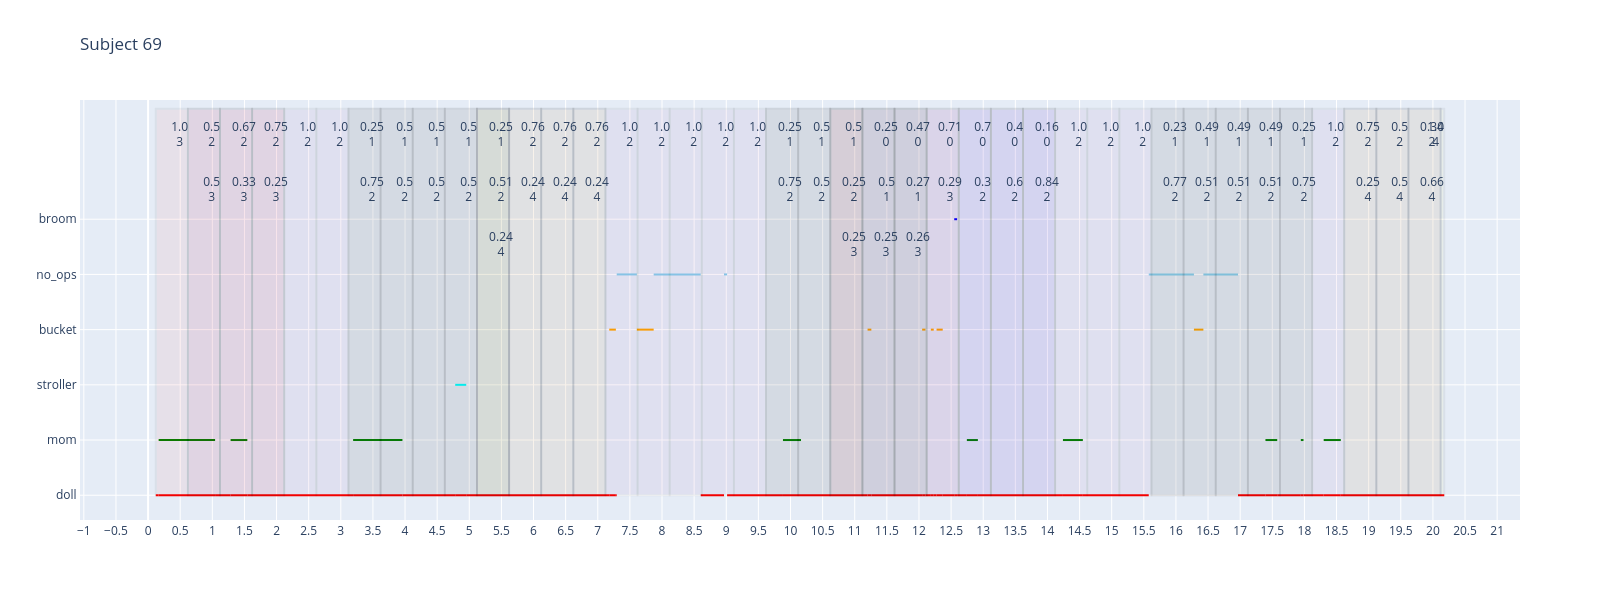 Subject 69
1.0 0.5 0.67 0.75 1.0 1.0 0.25 0.5 0.5 0.5 0.25 0.76 0.76 0.76 1.0 1.0 1.0 1.0 1.0 0.25 0.5 0.5 0.25 0.47 0.71 0.7 0.4 0.16 1.0 1.0 1.0 0.23 0.49 0.49 0.49 0.25 1.0 0.75 0.5
3 2 2 2 2 2 1 1 1 1 1 2 2 2 2 2 2 2 2 1 1 1 0 0 0 0 0 0 2 2 2 1 1 1 1 1 2 2 2
0.5 0.33 0.25 0.75 0.5 0.5 0.5 0.51 0.24 0.24 0.24 0.75 0.5 0.25 0.5 0.27 0.29 0.3 0.6 0.84 0.77 0.51 0.51 0.51 0.75 0.25 0.5 0.66
3 3 3 2 2 2 2 2 4 4 4 2 2 2 1 1 3 2 2 2 2 2 2 2 2 4 4 4
broom
0.24 0.25 0.25 0.26
4 3 3 3
no_ops
bucket
stroller
mom
doll
−1 −0.5 0 0.5 1 1.5 2 2.5 3 3.5 4 4.5 5 5.5 6 6.5 7 7.5 8 8.5 9 9.5 10 10.5 11 11.5 12 12.5 13 13.5 14 14.5 15 15.5 16 16.5 17 17.5 18 18.5 19 19.5 20 20.5 21